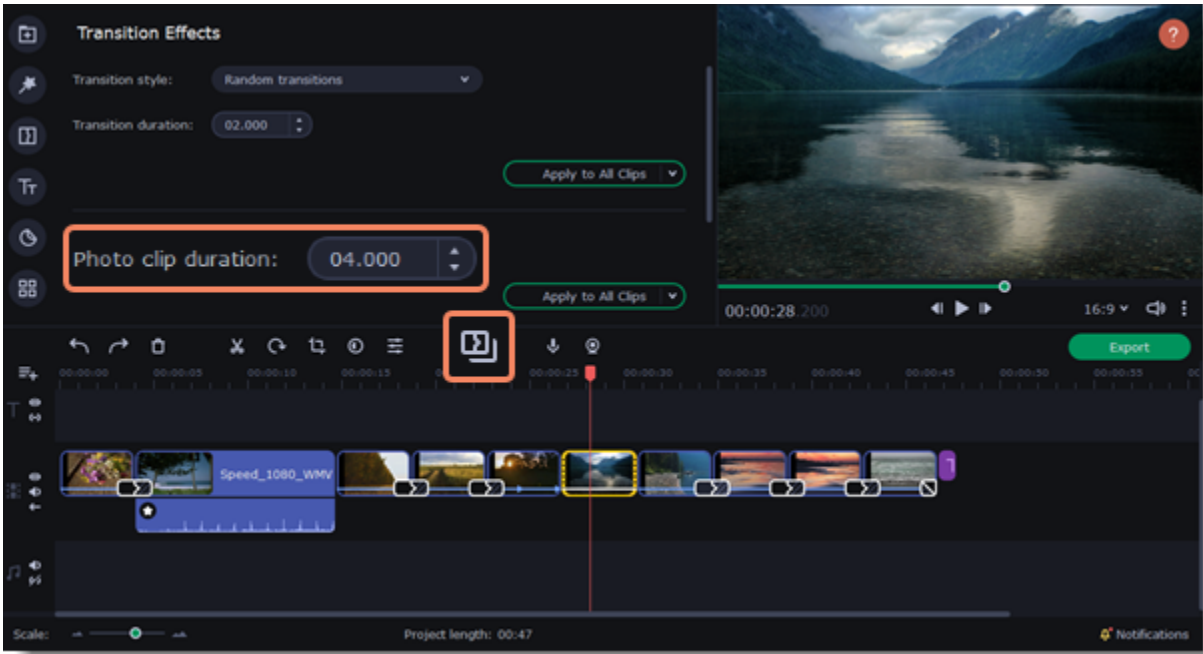 Transition Effects
Transition style: Random transitions
Transition duration: 02.000
Apply to All Clips
Photo clip duration: 04.000
Apply to All Clips
?
00:00:28.200
16:9
Export
00:00:00 00:00:05 00:00:10 00:00:15 00:00:25 00:00:30 00:00:35 00:00:40 00:00:45 00:00:50 00:00:55
Speed_1080_WMV
Scale:
Project length: 00:47
Notifications